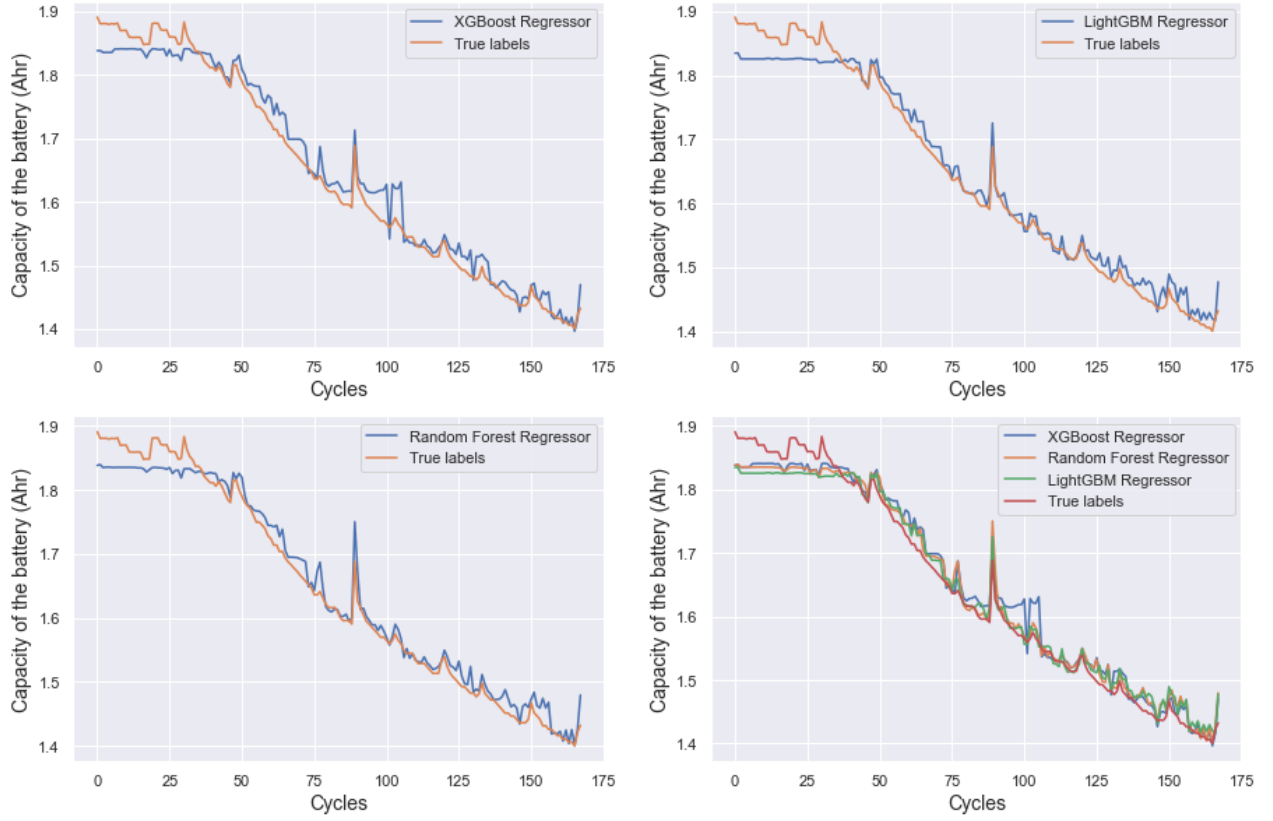 XGBoost Regressor
True labels
Capacity of the battery (Ahr)
1.9
1.8
1.7
1.6
1.5
1.4
0 25 50 75 100 125 150 175
Cycles
LightGBM Regressor
True labels
Capacity of the battery (Ahr)
1.9
1.8
1.7
1.6
1.5
1.4
0 25 50 75 100 125 150 175
Cycles
Random Forest Regressor
True labels
Capacity of the battery (Ahr)
1.9
1.8
1.7
1.6
1.5
1.4
0 25 50 75 100 125 150 175
Cycles
XGBoost Regressor
Random Forest Regressor
LightGBM Regressor
True labels
Capacity of the battery (Ahr)
1.9
1.8
1.7
1.6
1.5
1.4
0 25 50 75 100 125 150 175
Cycles